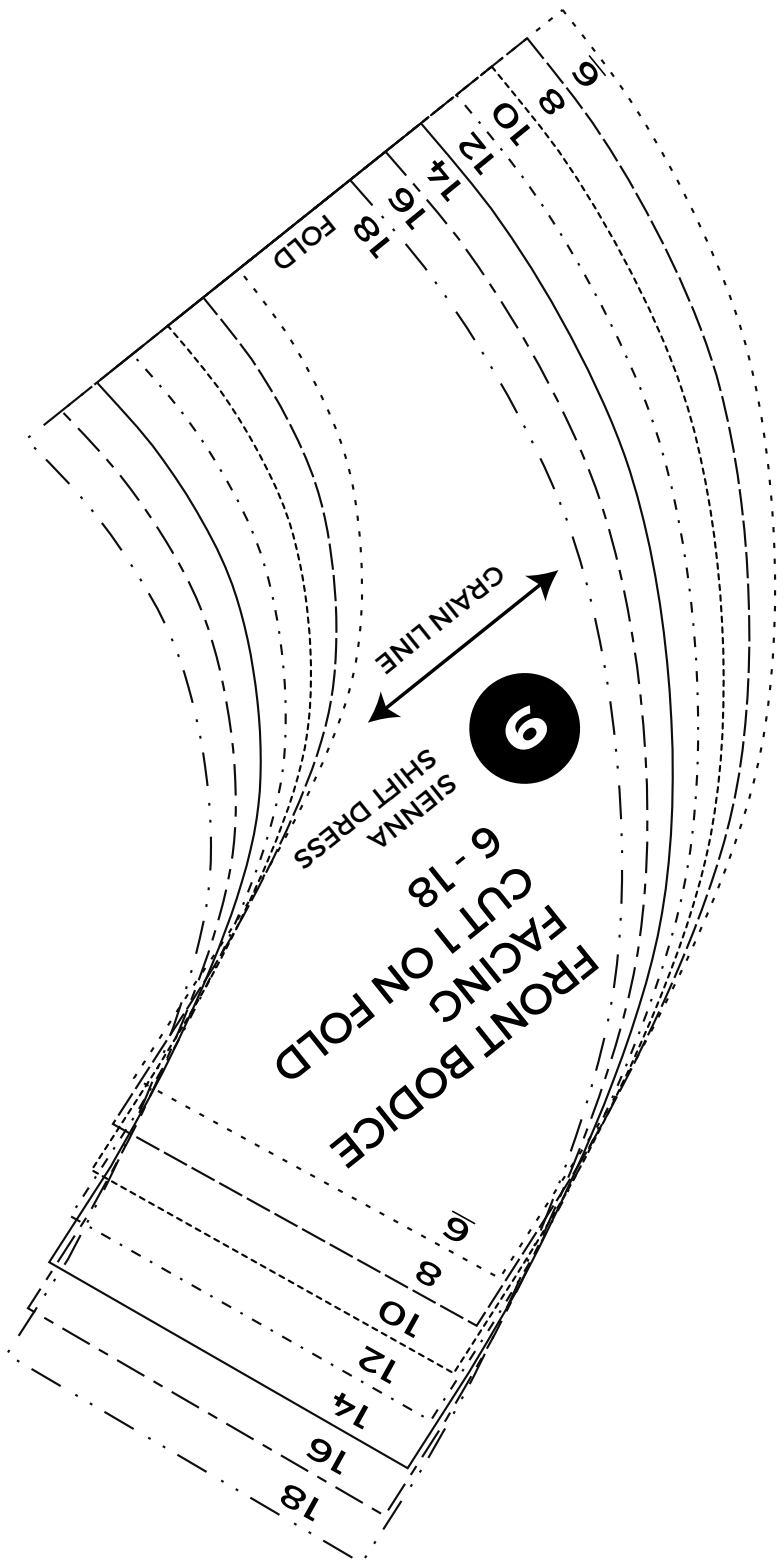 18
16
14
12
10
8
6
FRONT BODICE
FACING
CUT 1 ON FOLD
6 - 18
SIENNA
SHIFT DRESS
9
GRAIN LINE
FOLD
6
8
10
12
14
16
18